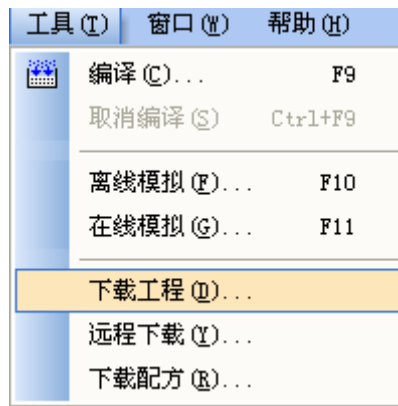 工具(T) 窗口(W) 帮助(H)
编译(C)... F9
取消编译(S) Ctrl+F9
离线模拟(F)... F10
在线模拟(G)... F11
下载工程(D)...
远程下载(Y)...
下载配方(R)...